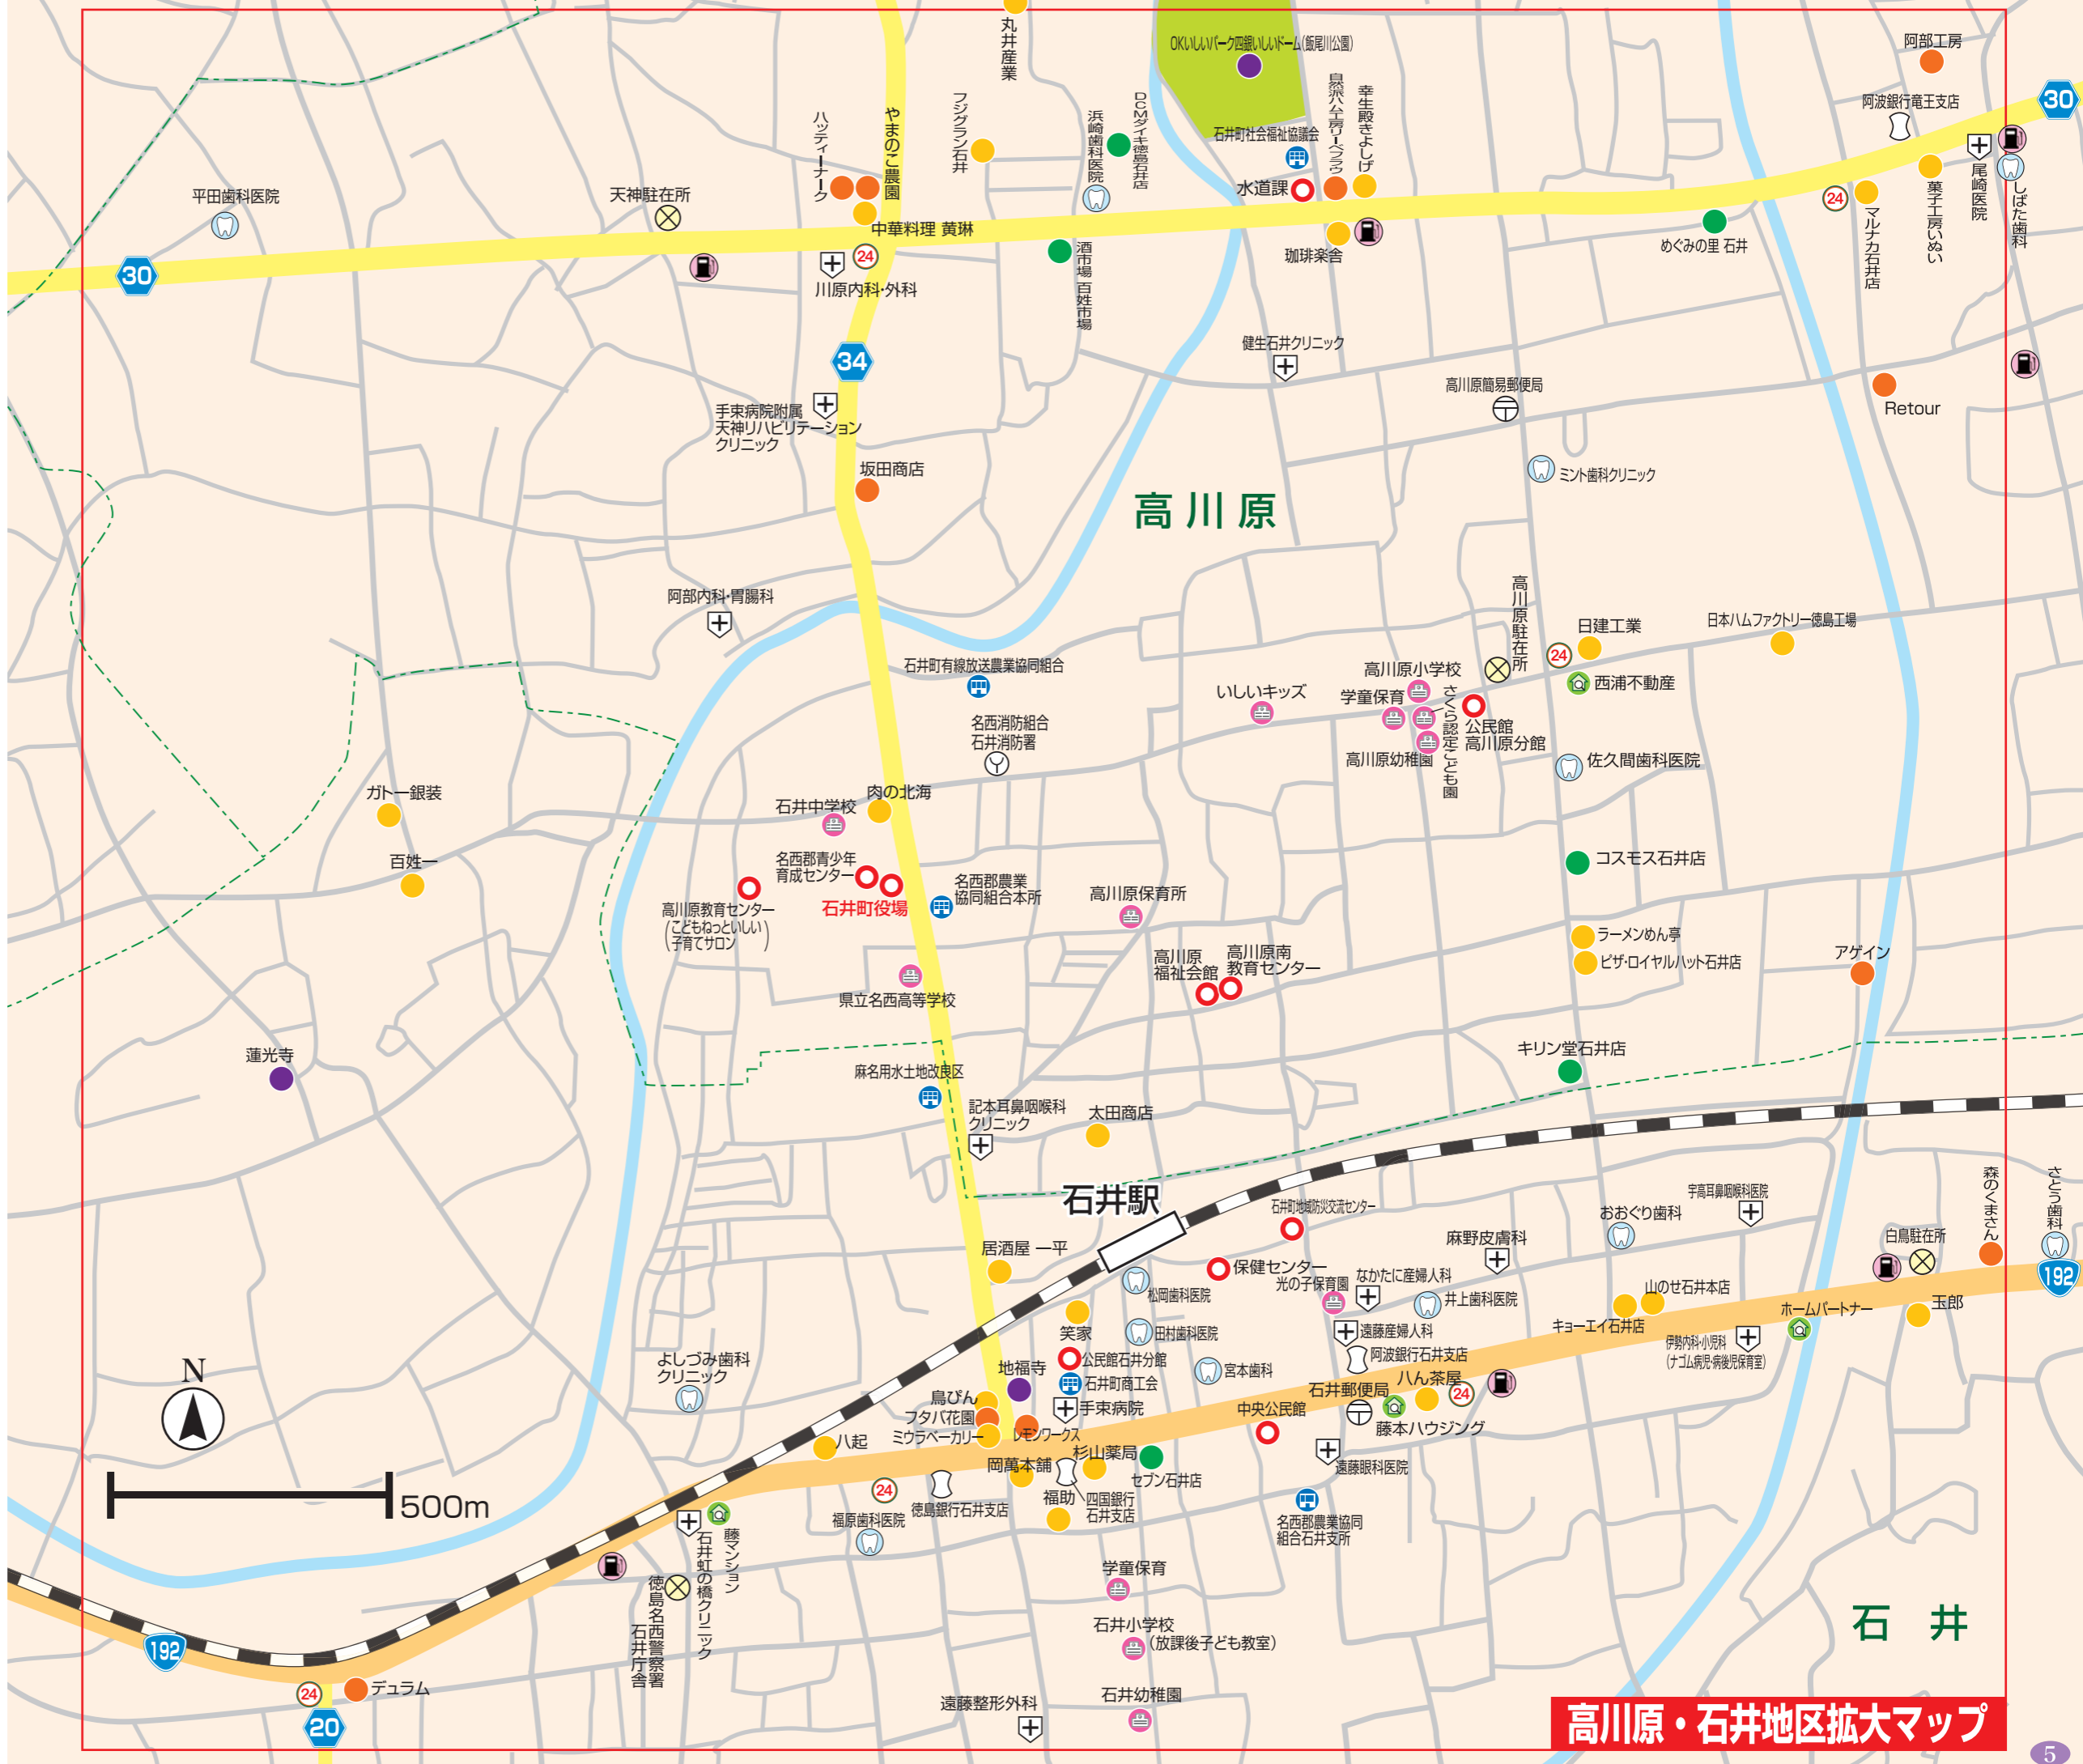 丸井産業
OKいしいパーク四銀いしいドーム(飯尾川公園)
阿部工房
阿波銀行竜王支店
30
ハッティーナーク
やまのこ農園
フジグラン石井
浜崎歯科医院
DCMダイキ徳島石井店
石井町社会福祉協議会
自然派ハム工房リーベフラウ
幸生殿きよしげ
水道課
尾崎医院
しばた歯科
菓子工房いぬい
24
マルナカ石井店
平田歯科医院
天神駐在所
中華料理 黄琳
24
川原内科・外科
酒市場 百姓市場
珈琲楽舎
めぐみの里 石井
30
34
健生石井クリニック
高川原簡易郵便局
Retour
手束病院附属
天神リハビリテーション
クリニック
坂田商店
ミント歯科クリニック
高川原
阿部内科・胃腸科
高川原駐在所
日建工業
24
日本ハムファクトリー徳島工場
西浦不動産
石井町有線放送農業協同組合
高川原小学校
いしいキッズ
学童保育
さくら認定こども園
公民館
高川原分館
高川原幼稚園
名西消防組合
石井消防署
佐久間歯科医院
ガトー銀装
肉の北海
石井中学校
百姓一
名西郡青少年
育成センター
石井町役場
名西郡農業
協同組合本所
高川原教育センター
(こどもねっといしい
子育てサロン)
高川原保育所
コスモス石井店
ラーメンめん亭
ピザ・ロイヤルハット石井店
アゲイン
高川原
福祉会館
高川原南
教育センター
県立名西高等学校
蓮光寺
麻名用水土地改良区
キリン堂石井店
記本耳鼻咽喉科
クリニック
太田商店
石井駅
石井町地域防災交流センター
宇高耳鼻咽喉科医院
おおぐり歯科
麻野皮膚科
白鳥駐在所
森のくまさん
さとう歯科
192
居酒屋 一平
保健センター
光の子保育園
なかたに産婦人科
松岡歯科医院
井上歯科医院
山のせ石井本店
キョーエイ石井店
ホームパートナー
玉郎
笑家
田村歯科医院
遠藤産婦人科
伊勢内科・小児科
(ナゴム病児・病後児保育室)
公民館石井分館
阿波銀行石井支店
地福寺
石井町商工会
宮本歯科
よしづみ歯科
クリニック
N
鳥ぴん
手束病院
石井郵便局
八ん茶屋
24
フタバ花園
中央公民館
藤本ハウジング
ミウラベーカリー
レモンワークス
八起
杉山薬局
岡萬本舗
セブン石井店
遠藤眼科医院
500m
24
徳島銀行石井支店
福助
四国銀行
石井支店
福原歯科医院
名西郡農業協同
組合石井支所
藤マンション
石井虹の橋クリニック
徳島名西警察署
石井庁舎
学童保育
石井小学校
(放課後子ども教室)
石井
192
デュラム
24
20
遠藤整形外科
石井幼稚園
高川原・石井地区拡大マップ
5